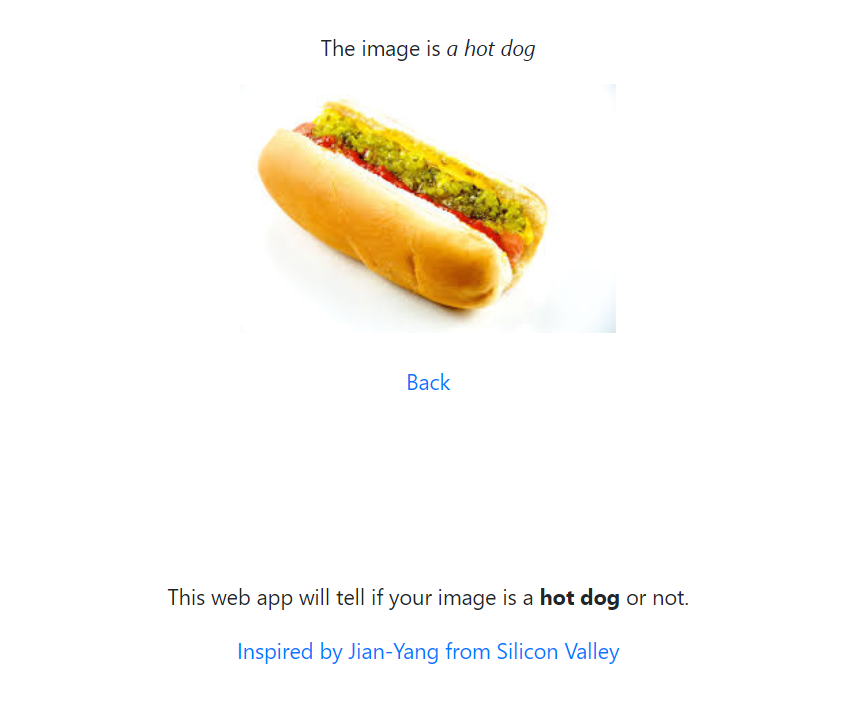 The image is a hot dog
Back
This web app will tell if your image is a hot dog or not.
Inspired by Jian-Yang from Silicon Valley